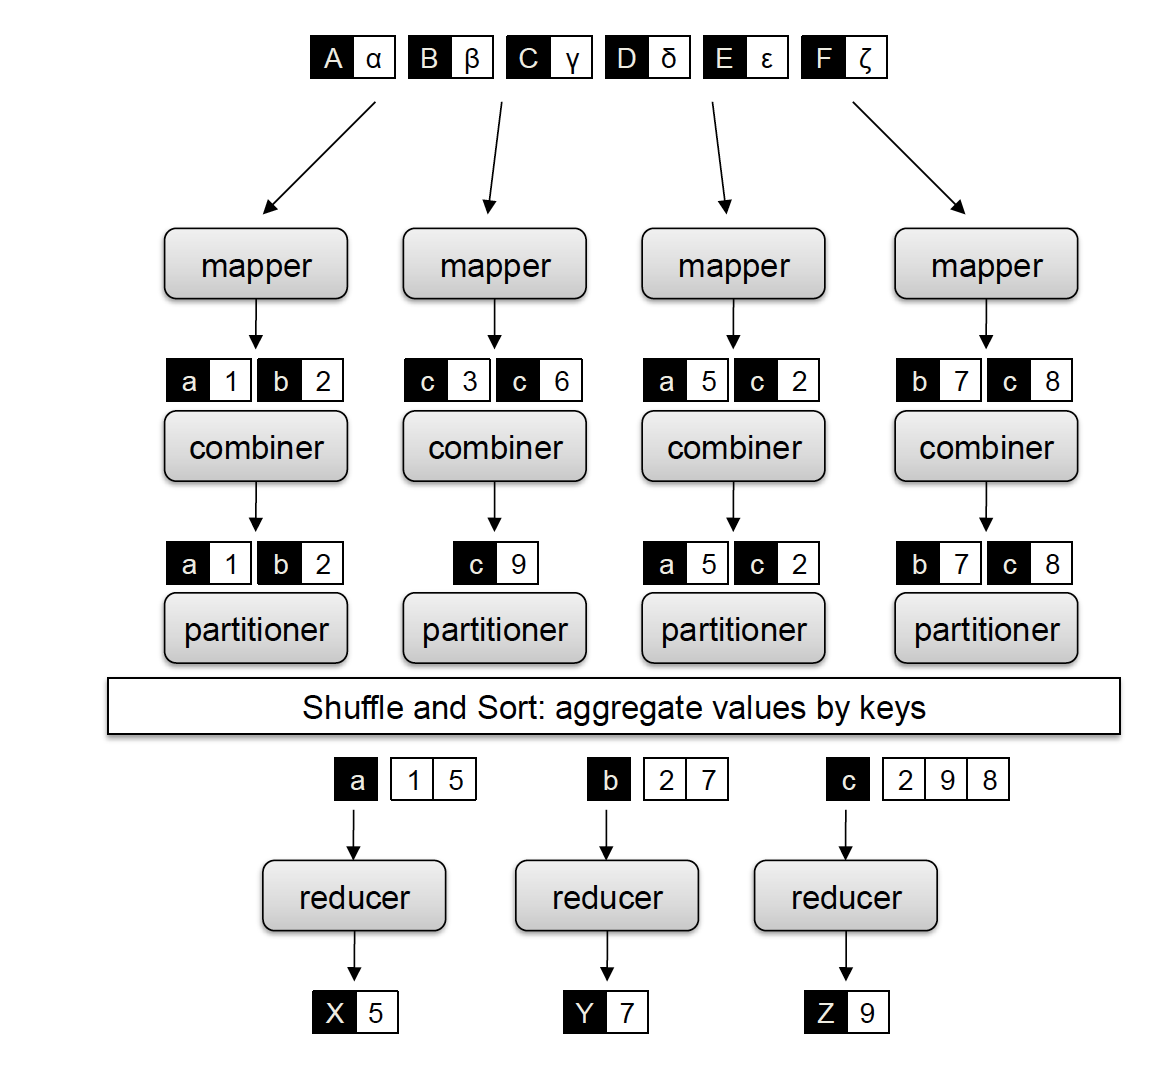 A α B β C γ D δ E ε F ζ
mapper mapper mapper mapper
a 1 b 2 c 3 c 6 a 5 c 2 b 7 c 8
combiner combiner combiner combiner
a 1 b 2 c 9 a 5 c 2 b 7 c 8
partitioner partitioner partitioner partitioner
Shuffle and Sort: aggregate values by keys
a 1 5 b 2 7 c 2 9 8
reducer reducer reducer
X 5 Y 7 Z 9